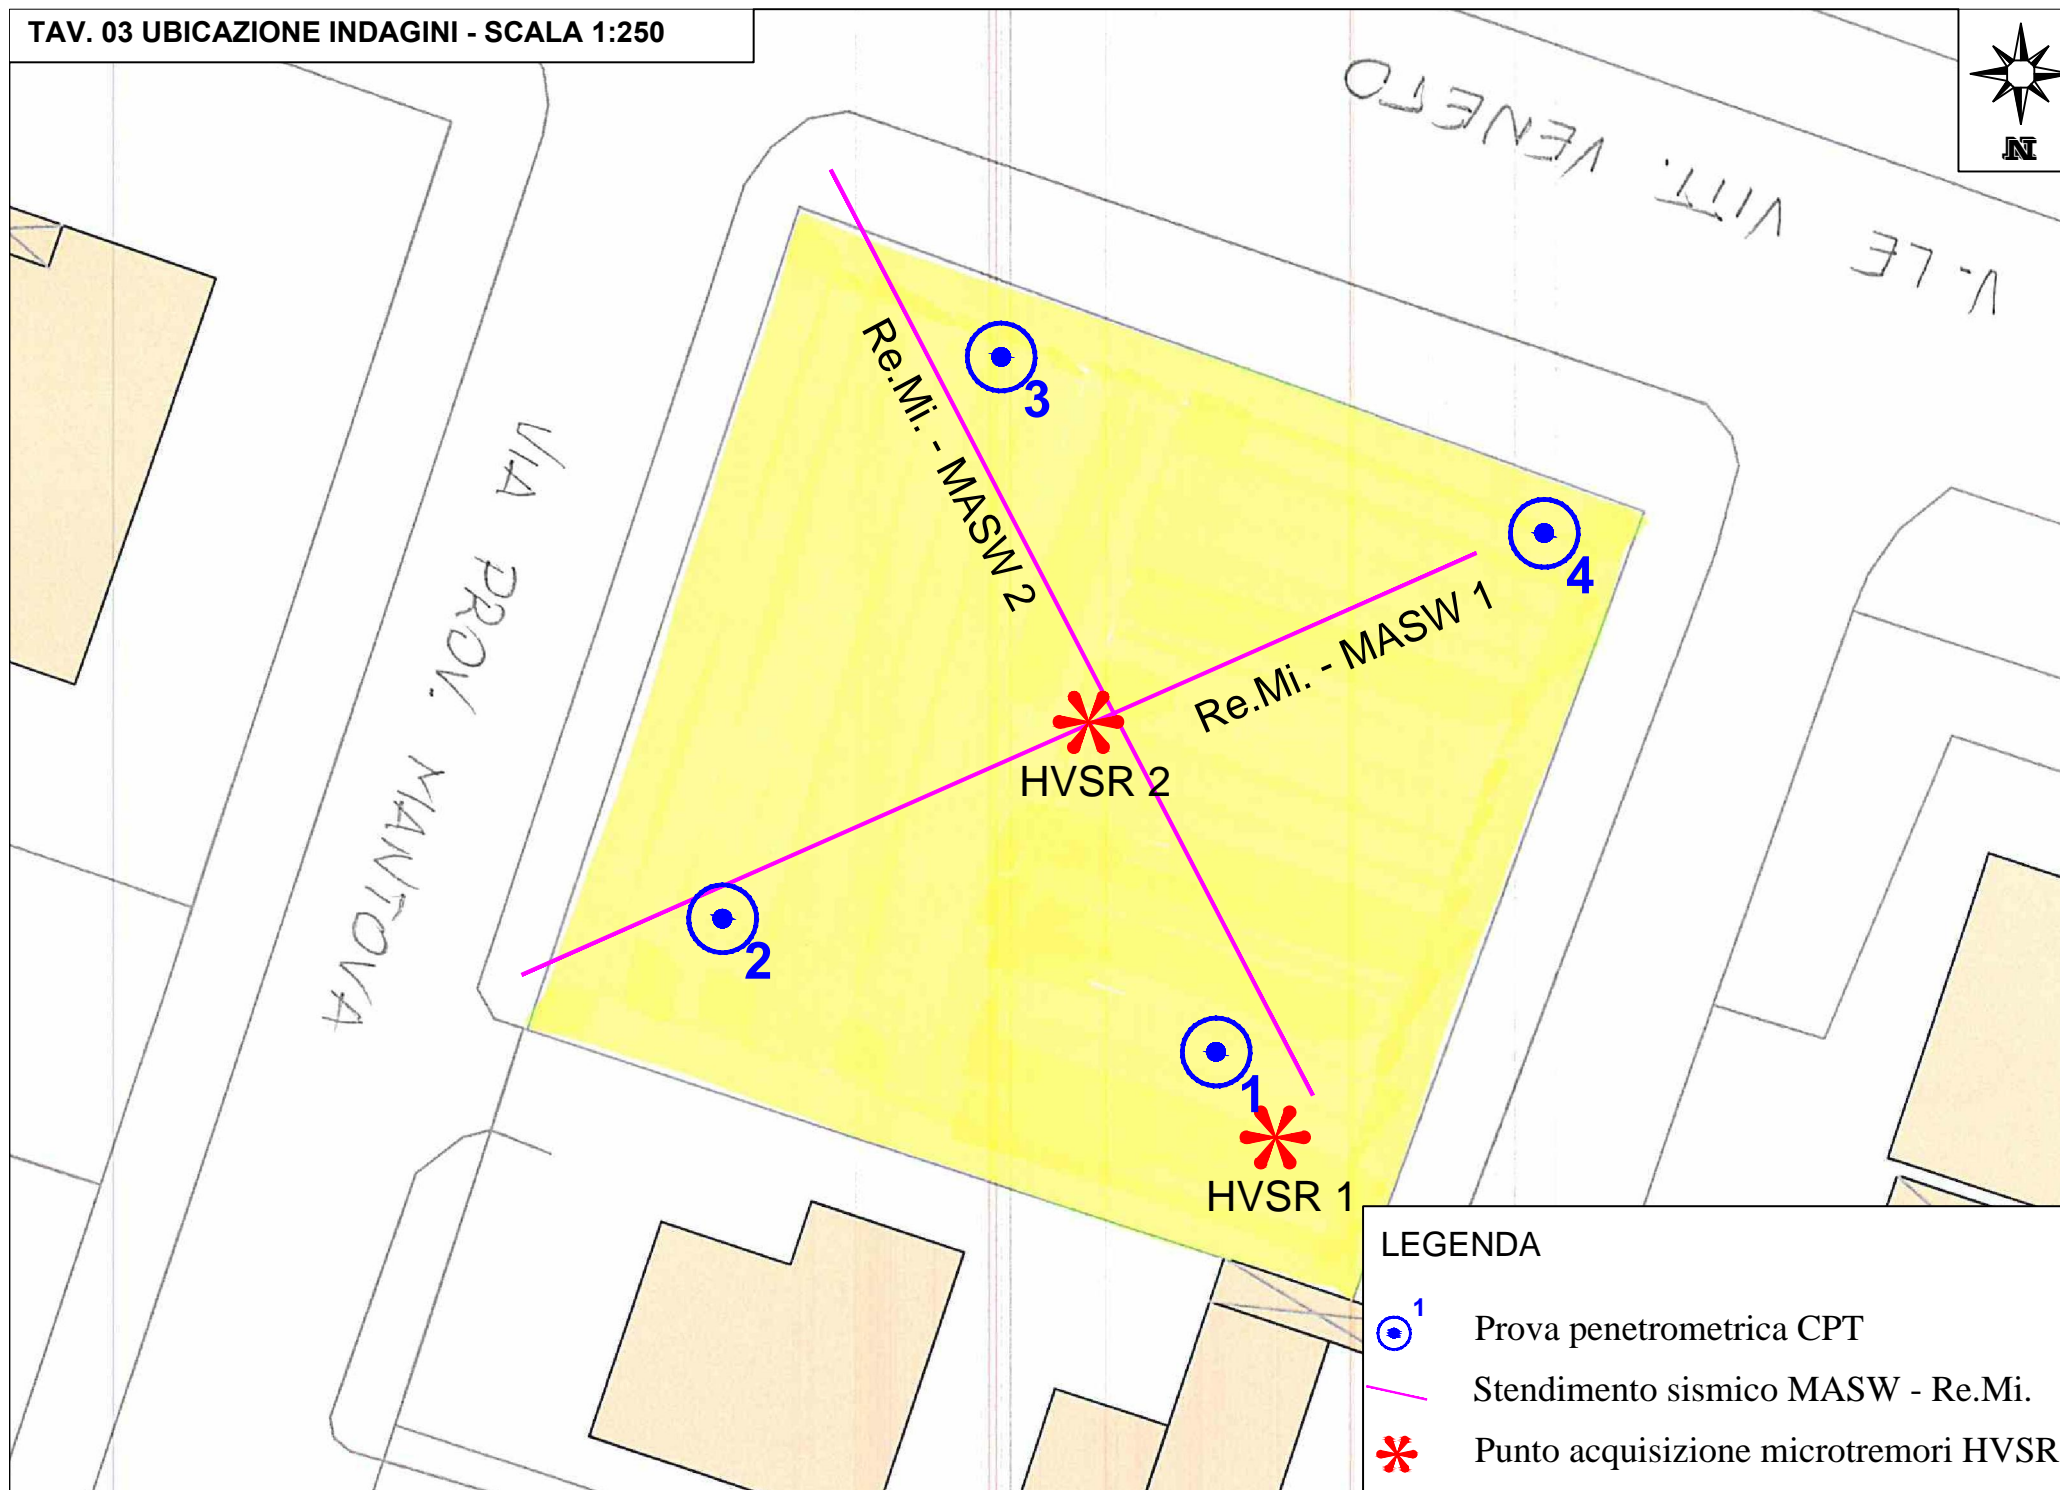 TAV. 03 UBICAZIONE INDAGINI - SCALA 1:250
N
V.LE VITT. VENETO
VIA PROV. MANTOVA
Re.Mi. - MASW 2
3
4
Re.Mi. - MASW 1
HVSR 2
2
1
HVSR 1
LEGENDA
1
Prova penetrometrica CPT
Stendimento sismico MASW - Re.Mi.
Punto acquisizione microtremori HVSR